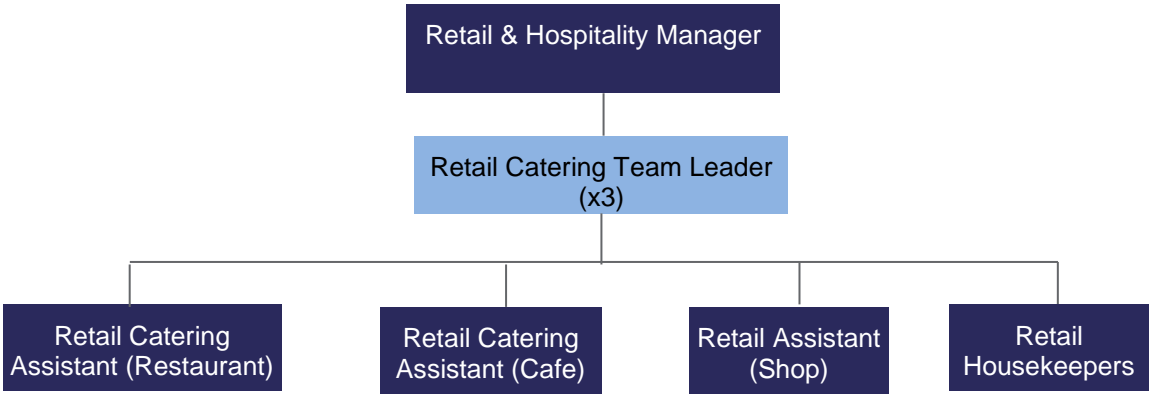 Retail & Hospitality Manager
Retail Catering Team Leader
(x3)
Retail Catering
Assistant (Restaurant)
Retail Catering
Assistant (Cafe)
Retail Assistant
(Shop)
Retail
Housekeepers